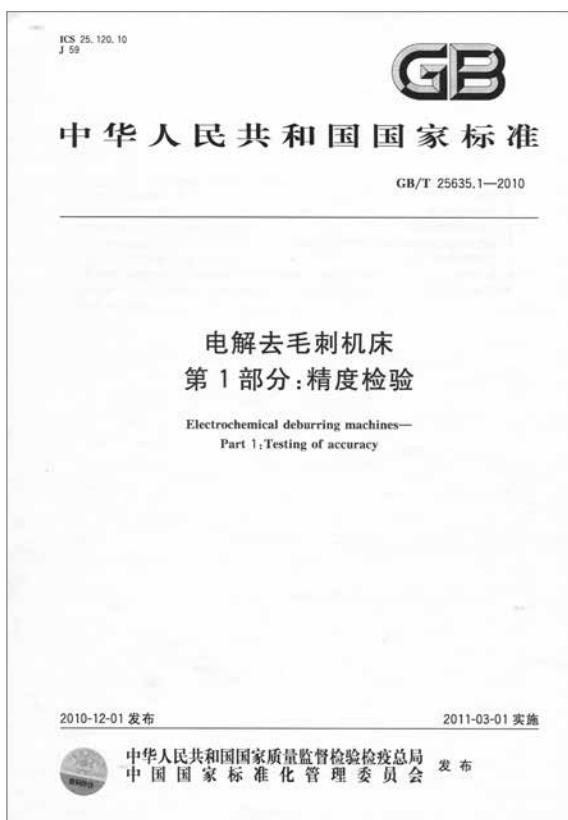 ICS 25.120.10
J 59
GB
中华人民共和国国家标准
GB/T 25635.1—2010
电解去毛刺机床
第1部分:精度检验
Electrochemical deburring machines—
Part 1:Testing of accuracy
2010-12-01 发布
2011-03-01 实施
中华人民共和国国家质量监督检验检疫总局
中国国家标准化管理委员会
发布